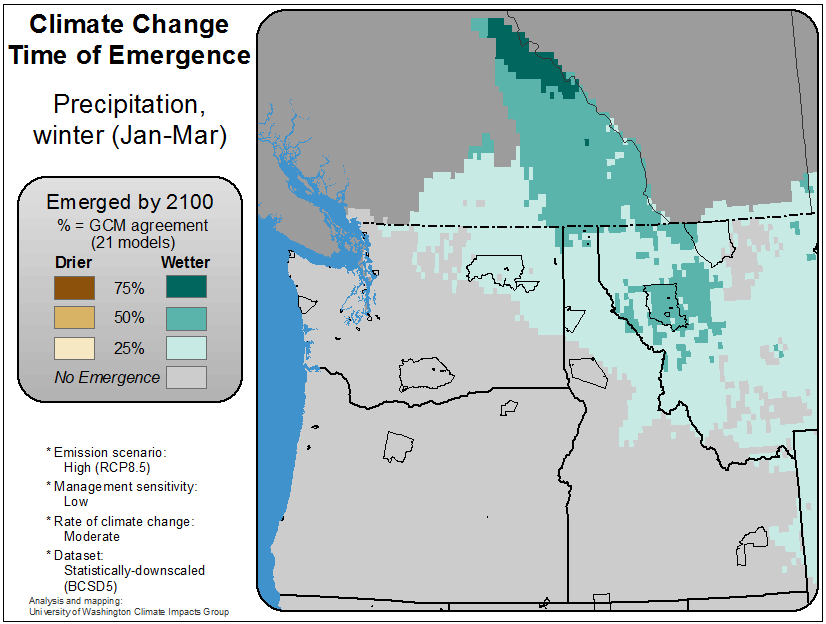 Climate Change
Time of Emergence
Precipitation,
winter (Jan-Mar)
Emerged by 2100
% = GCM agreement
(21 models)
Drier Wetter
75%
50%
25%
No Emergence
* Emission scenario:
High (RCP8.5)
* Management sensitivity:
Low
* Rate of climate change:
Moderate
* Dataset:
Statistically-downscaled
(BCSD5)
Analysis and mapping:
University of Washington Climate Impacts Group